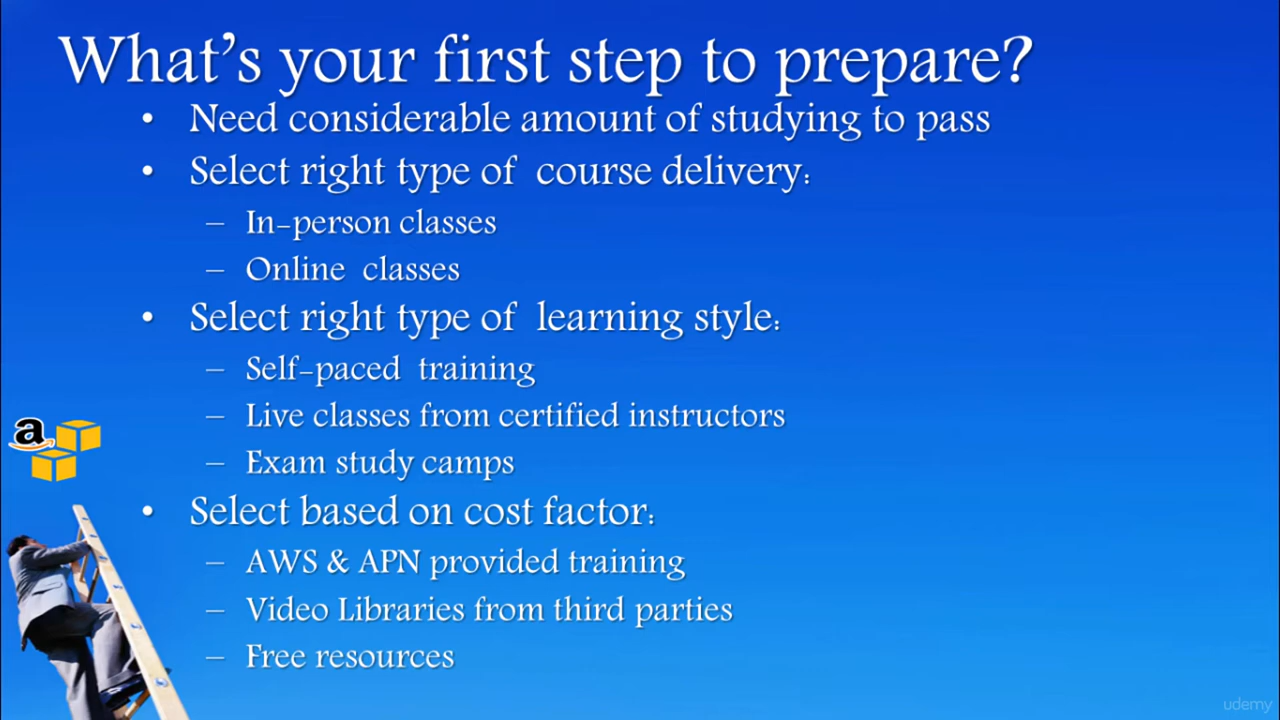 What's your first step to prepare?
• Need considerable amount of studying to pass
• Select right type of course delivery:
– In-person classes
– Online classes
• Select right type of learning style:
– Self-paced training
– Live classes from certified instructors
– Exam study camps
• Select based on cost factor:
– AWS & APN provided training
– Video Libraries from third parties
– Free resources
a
udemy